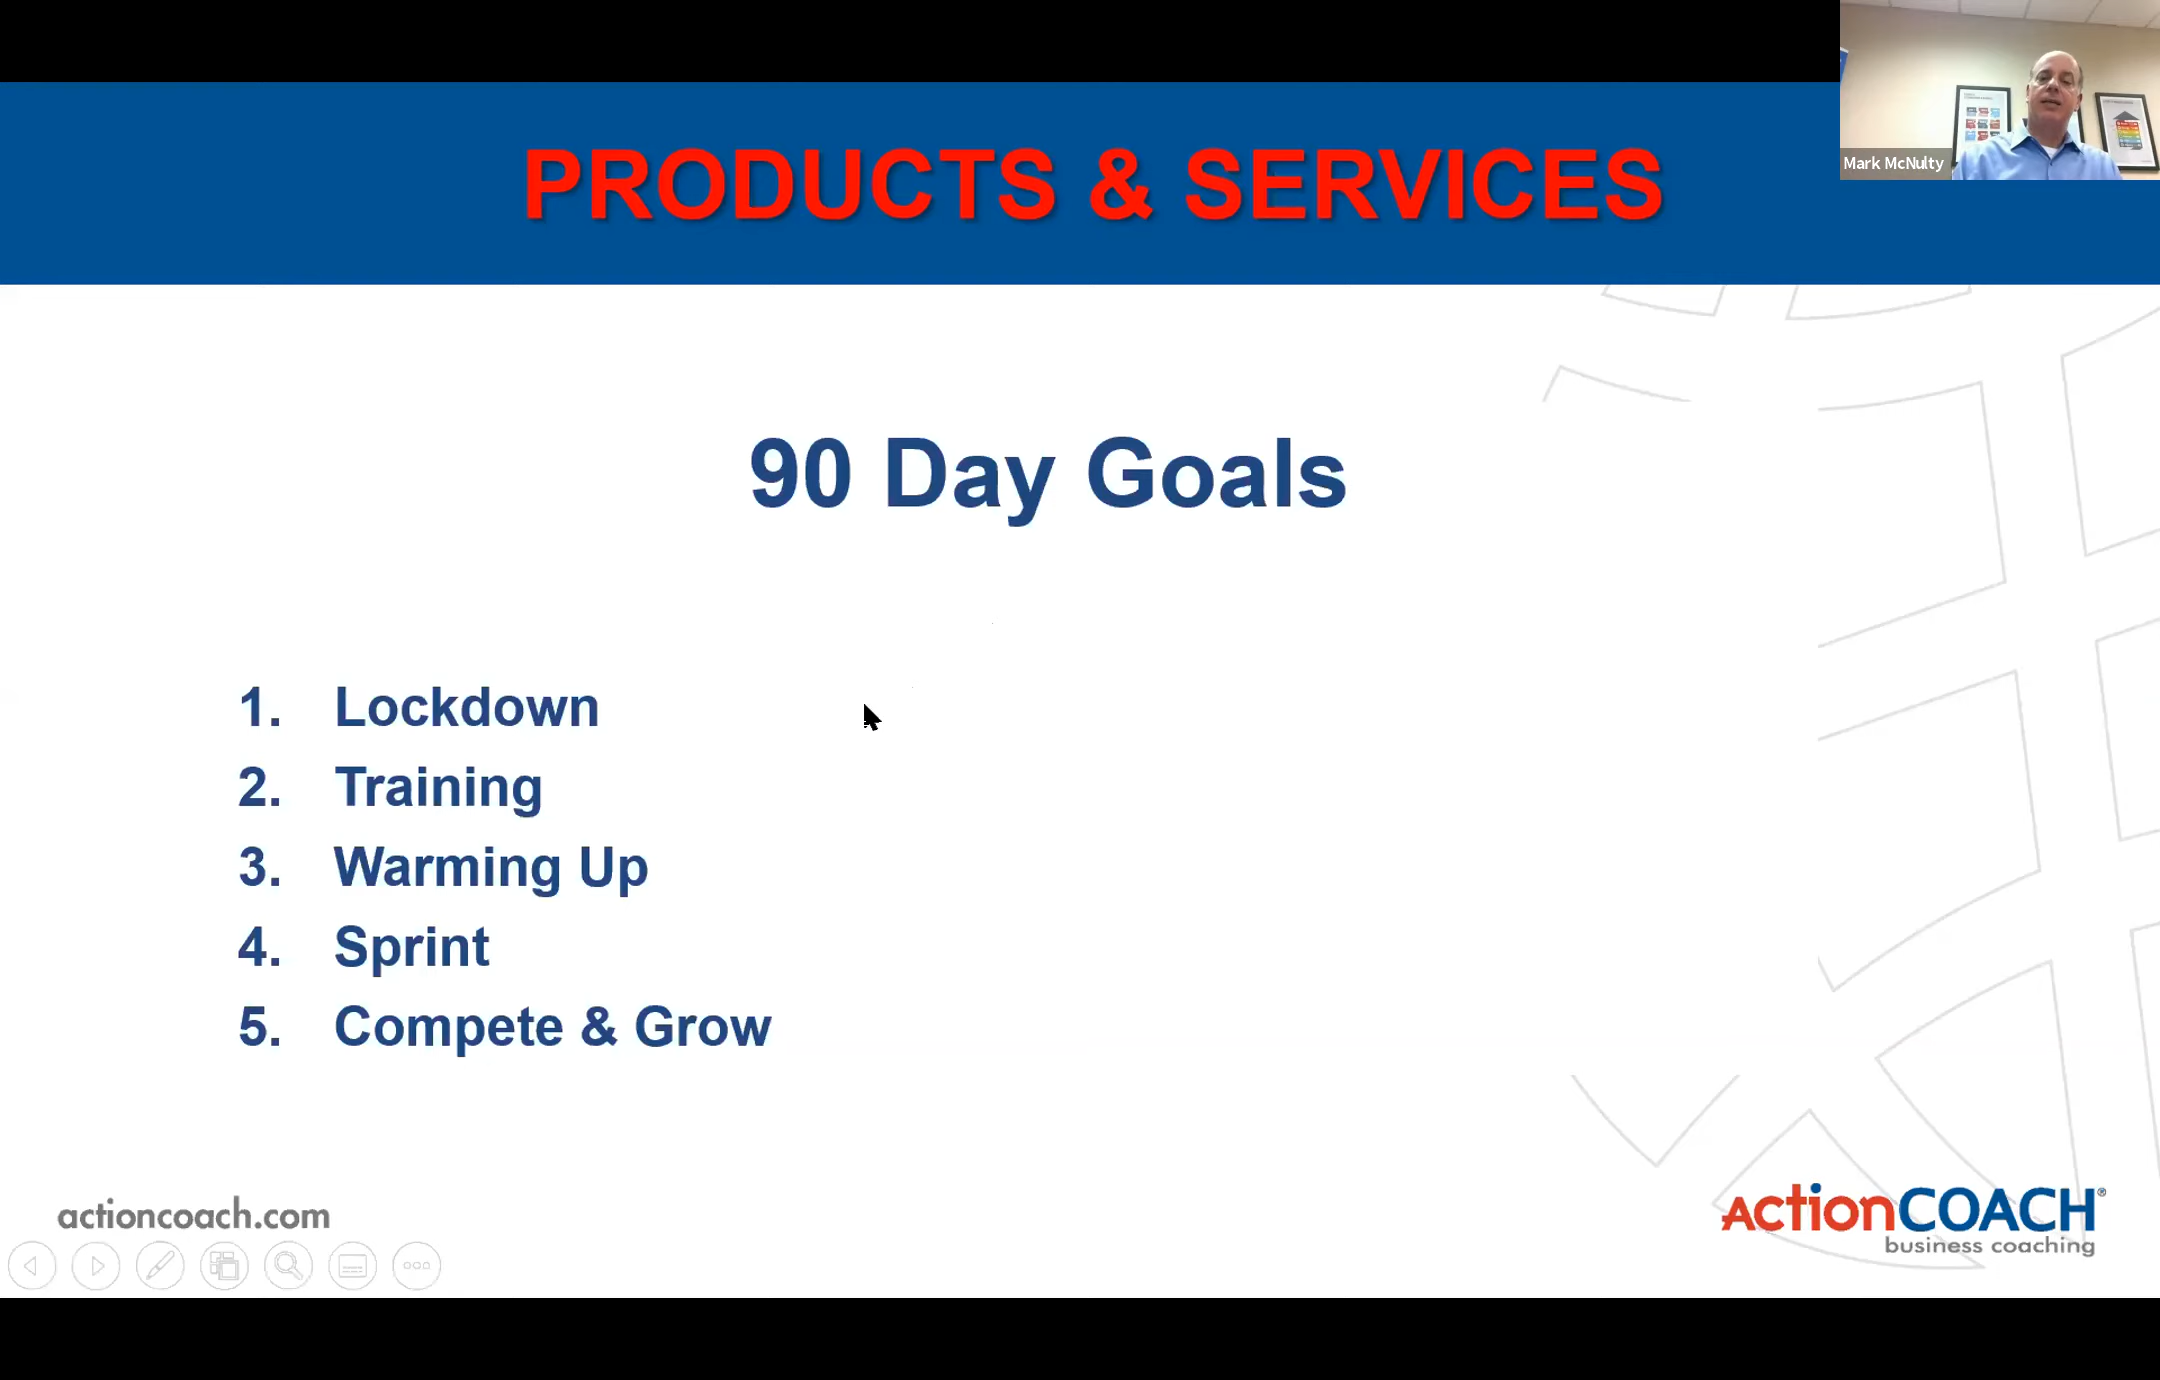 PRODUCTS & SERVICES
Mark McNulty
90 Day Goals
1. Lockdown
2. Training
3. Warming Up
4. Sprint
5. Compete & Grow
actioncoach.com
ActionCOACH®
business coaching